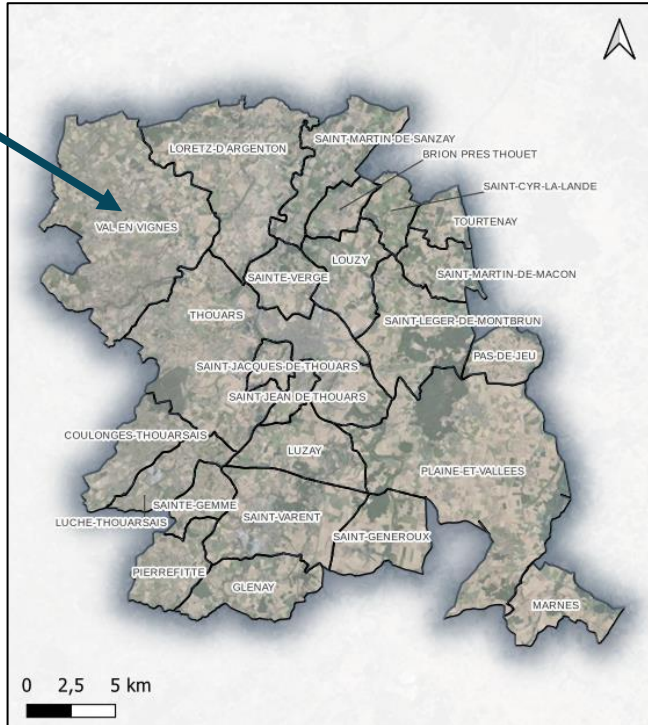 SAINT-MARTIN-DE-SANZAY
LORETZ-D ARGENTON
BRION PRES THOUET
SAINT-CYR-LA-LANDE
TOURTENAY
VAL EN VIGNES
LOUZY
SAINTE-VERGE
SAINT-MARTIN-DE-MACON
THOUARS
SAINT-LEGER-DE-MONTBRUN
PAS-DE-JEU
SAINT-JACQUES-DE-THOUARS
SAINT JEAN DE THOUARS
COULONGES-THOUARSAIS
LUZAY
PLAINE-ET-VALLEES
SAINTE-GEMME
SAINT-VARENT
LUCHE-THOUARSAIS
SAINT-GENEROUX
PIERREFITTE
GLENAY
MARNES
0 2,5 5 km